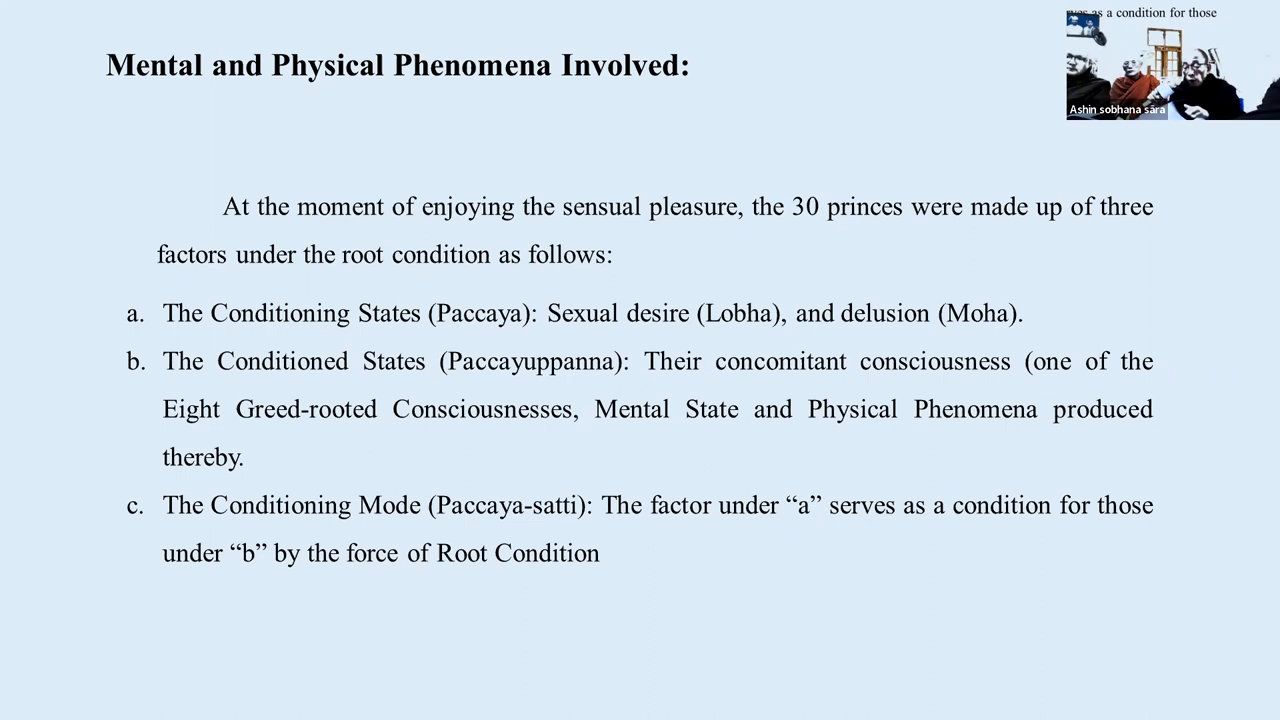 ves as a condition for those
Ashin sobhana sāra
Mental and Physical Phenomena Involved:
At the moment of enjoying the sensual pleasure, the 30 princes were made up of three
factors under the root condition as follows:
a. The Conditioning States (Paccaya): Sexual desire (Lobha), and delusion (Moha).
b. The Conditioned States (Paccayuppanna): Their concomitant consciousness (one of the
Eight Greed-rooted Consciousnesses, Mental State and Physical Phenomena produced
thereby.
c. The Conditioning Mode (Paccaya-satti): The factor under “a” serves as a condition for those
under “b” by the force of Root Condition